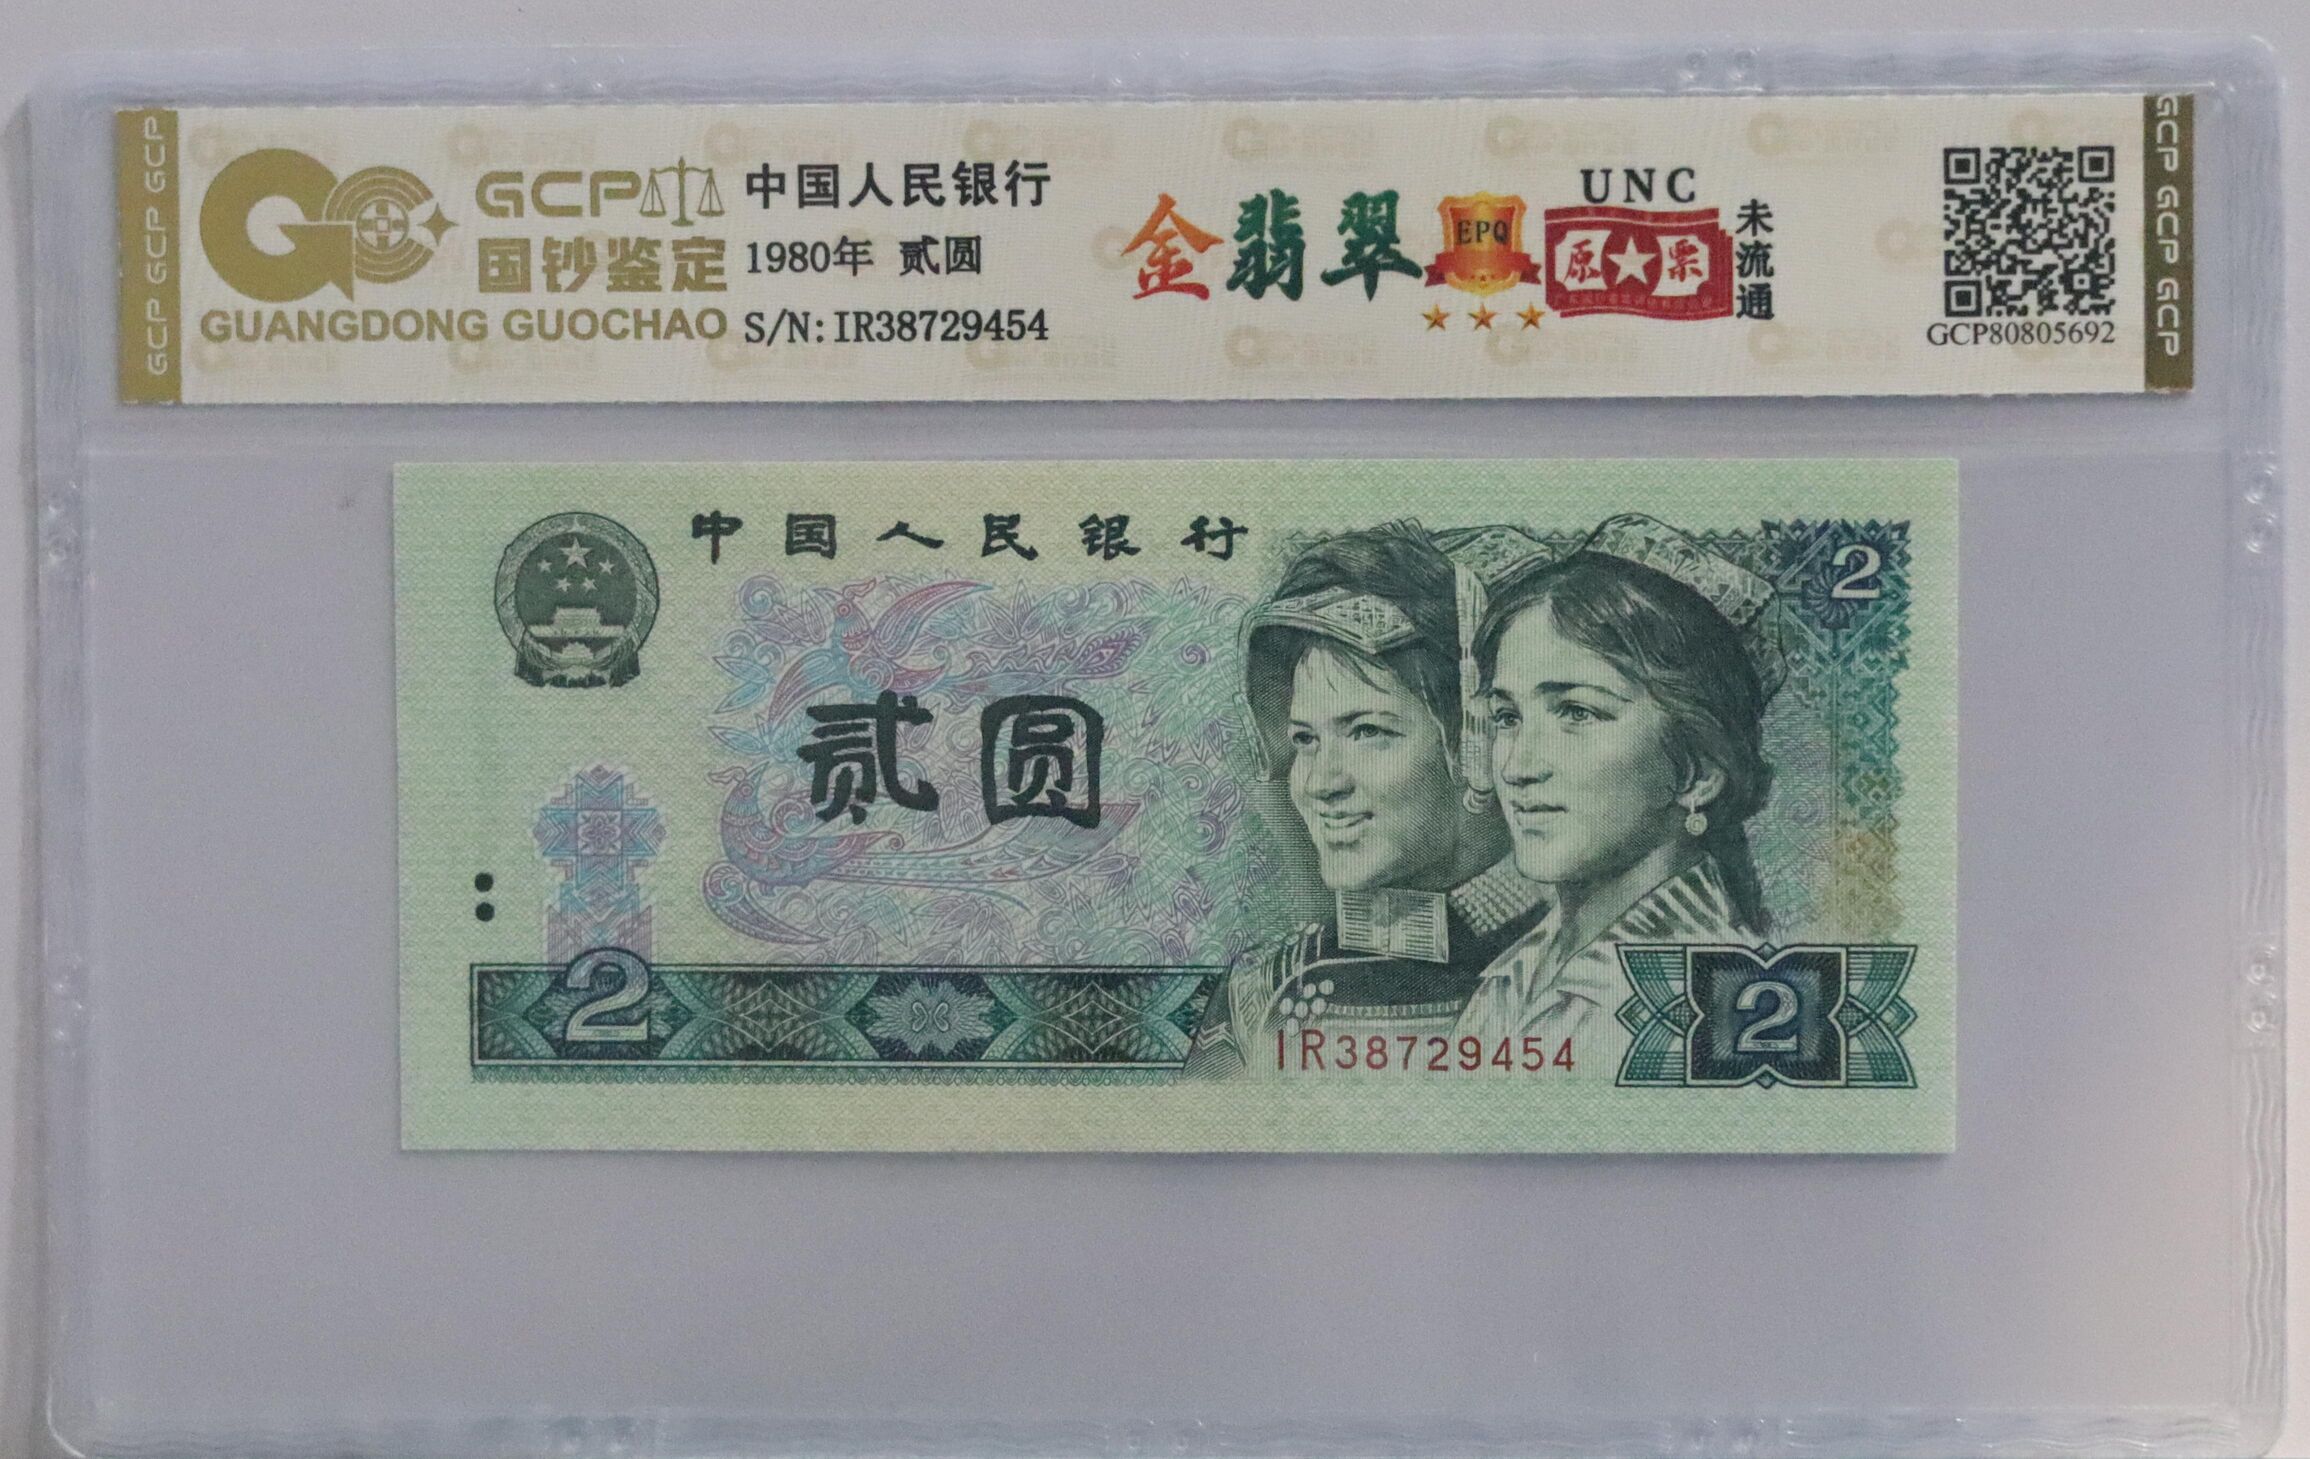 GCP GCP GCP
GCP
国钞鉴定
GUANGDONG GUOCHAO
中国人民银行
1980年 贰圆
S/N: IR38729454
金翡翠
EPQ
UNC
原票
未流通
GCP80805692
GCP GCP GCP
中国人民银行
贰圆
2
2
IR38729454
2